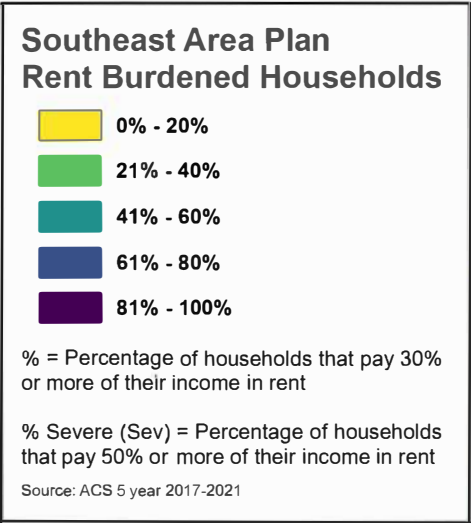 Southeast Area Plan
Rent Burdened Households
0% - 20%
21% - 40%
41% - 60%
61% - 80%
81% - 100%
% = Percentage of households that pay 30%
or more of their income in rent
% Severe (Sev) = Percentage of households
that pay 50% or more of their income in rent
Source: ACS 5 year 2017-2021